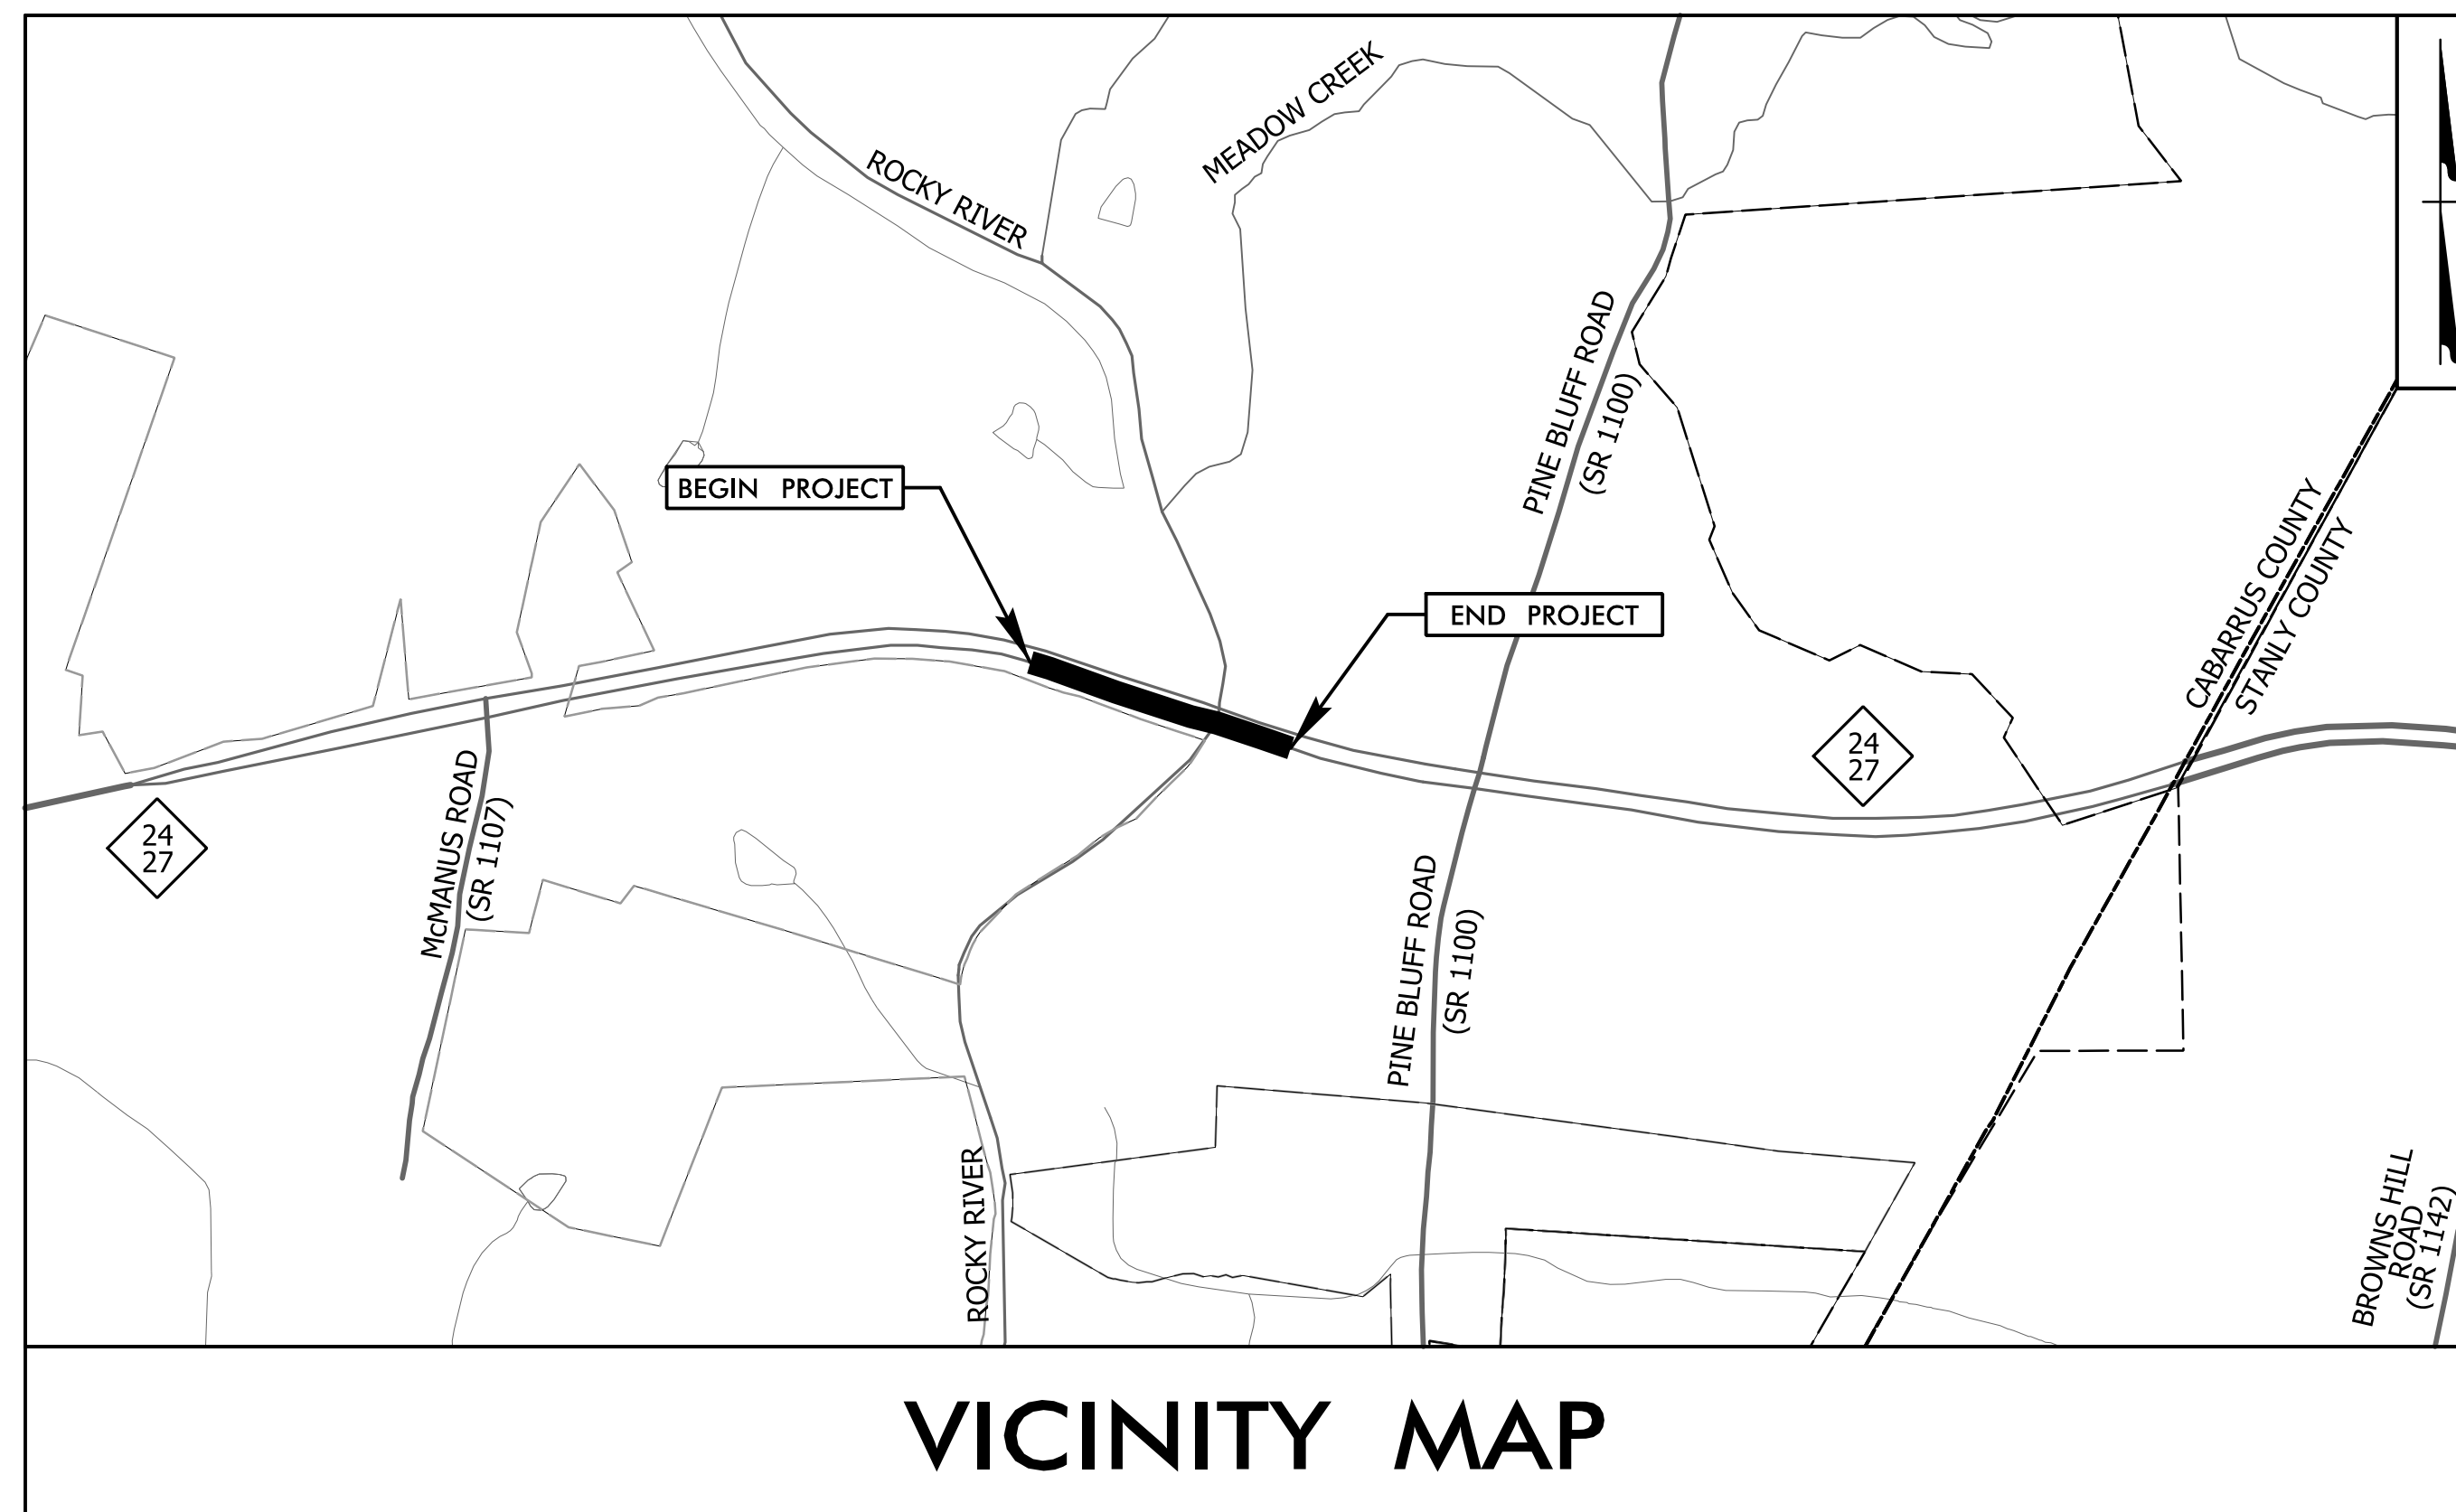 MEADOW CREEK
ROCKY RIVER
PINE BLUFF ROAD
(SR 1100)
BEGIN PROJECT
END PROJECT
CABARRUS COUNTY
STANLY COUNTY
24
27
24
27
McMANUS ROAD
(SR 1107)
PINE BLUFF ROAD
(SR 1100)
ROCKY RIVER
BROWNS HILL
ROAD
(SR 1142)
VICINITY MAP